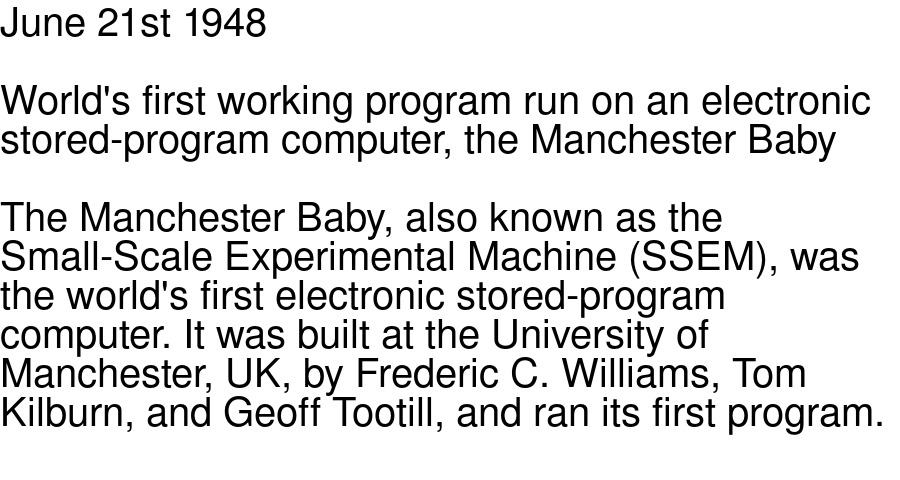 June 21st 1948
World's first working program run on an electronic
stored-program computer, the Manchester Baby
The Manchester Baby, also known as the
Small-Scale Experimental Machine (SSEM), was
the world's first electronic stored-program
computer. It was built at the University of
Manchester, UK, by Frederic C. Williams, Tom
Kilburn, and Geoff Tootill, and ran its first program.